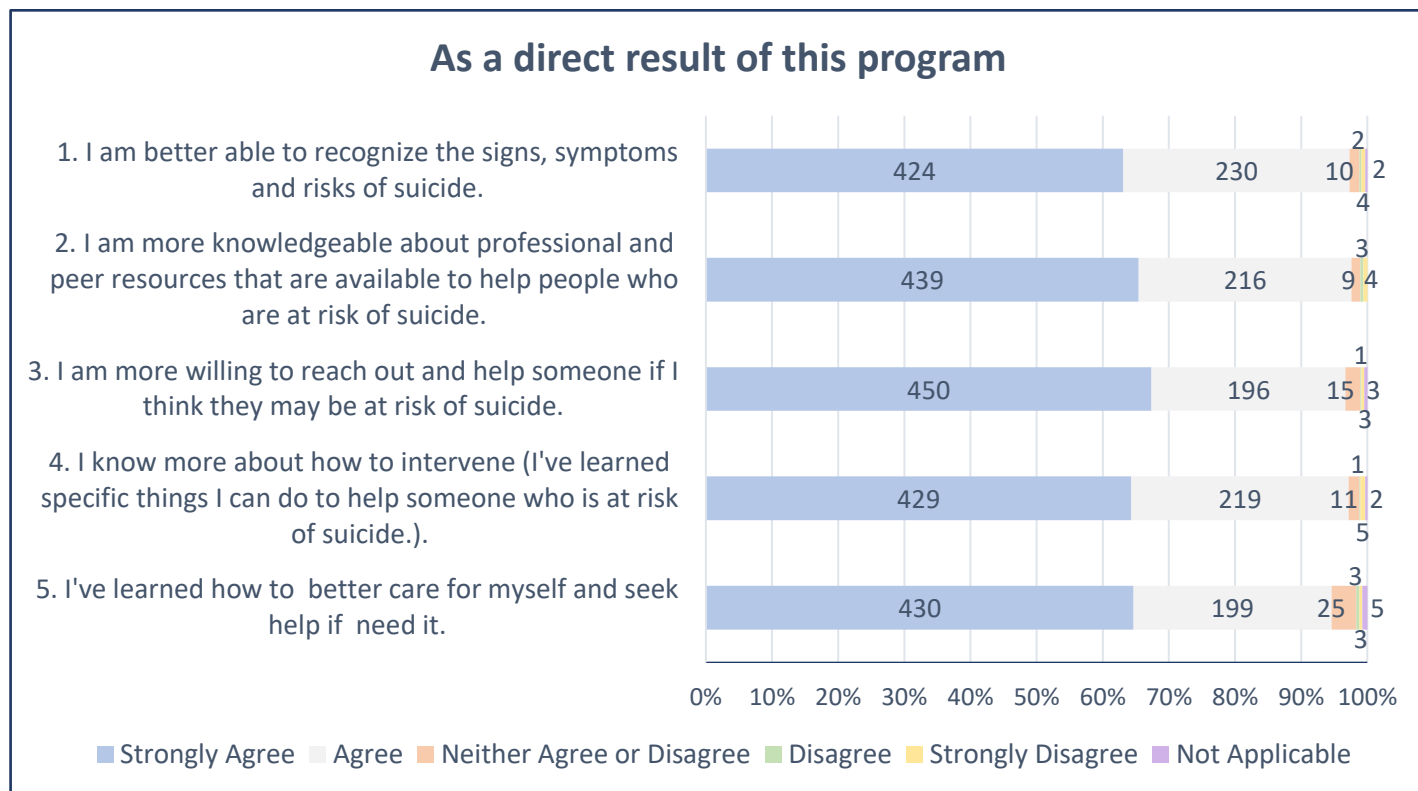 As a direct result of this program
1. I am better able to recognize the signs, symptoms
and risks of suicide.
2
424 230 10 2
4
2. I am more knowledgeable about professional and
peer resources that are available to help people who
are at risk of suicide.
3
439 216 9 4
3. I am more willing to reach out and help someone if I
think they may be at risk of suicide.
1
450 196 15 3
3
4. I know more about how to intervene (I've learned
specific things I can do to help someone who is at risk
of suicide.).
1
429 219 11 2
5
5. I've learned how to  better care for myself and seek
help if  need it.
3
430 199 25 5
3
0% 10% 20% 30% 40% 50% 60% 70% 80% 90% 100%
Strongly Agree Agree Neither Agree or Disagree Disagree Strongly Disagree Not Applicable